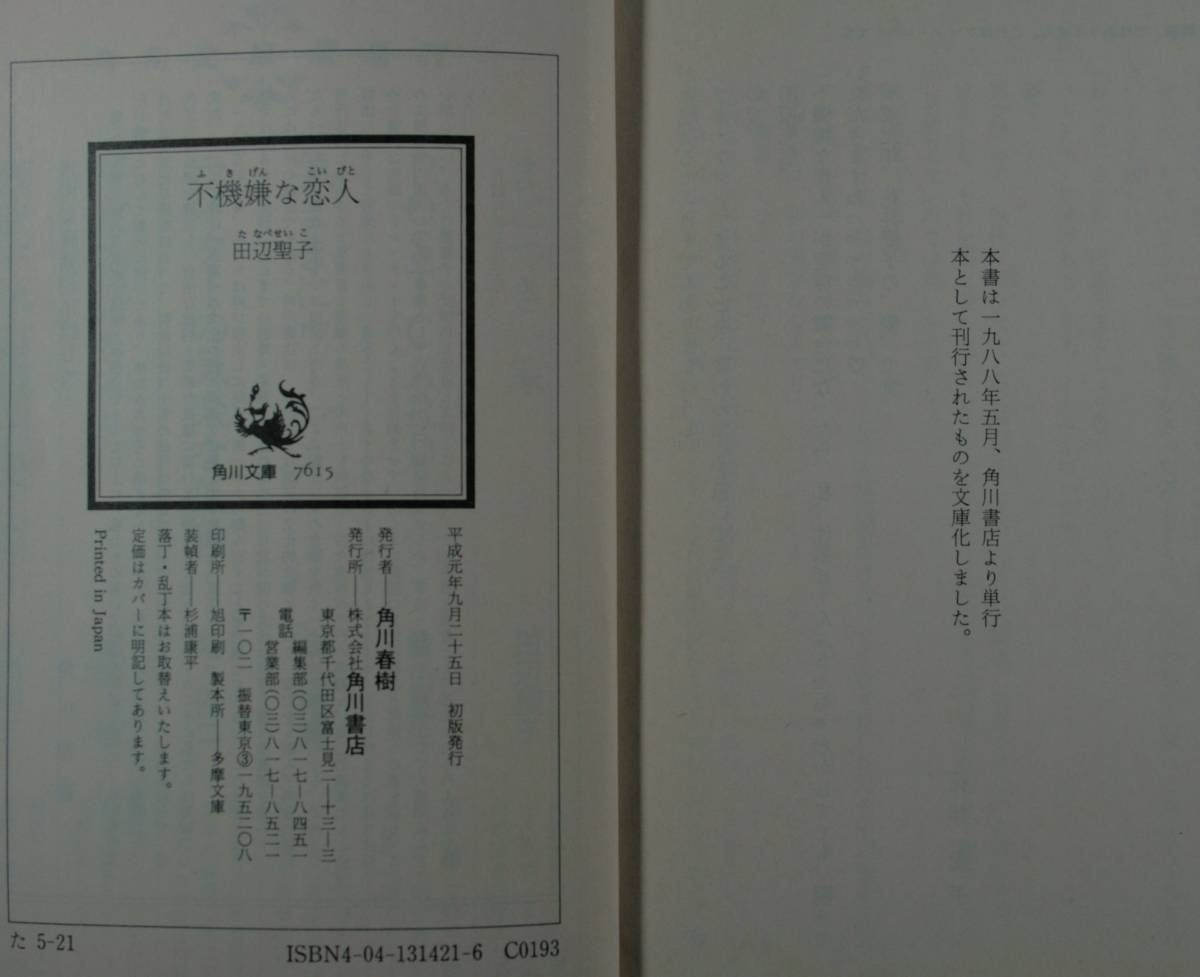 本書は一九八八年五月、角川書店より単行
本として刊行されたものを文庫化しました。
ふきげん こいびと
不機嫌な恋人
たなべせいこ
田辺聖子
角川文庫 7615
平成元年九月二十五日 初版発行
発行者──角川春樹
発行所──株式会社角川書店
東京都千代田区富士見二─十三─三
電話 編集部(〇三)八一七─八四五一
営業部(〇三)八一七─八五二一
〒一〇二 振替東京③一九五二〇八
印刷所──旭印刷 製本所──多摩文庫
装幀者──杉浦康平
落丁・乱丁本はお取替えいたします。
定価はカバーに明記してあります。
Printed in Japan
た 5-21
ISBN4-04-131421-6 C0193